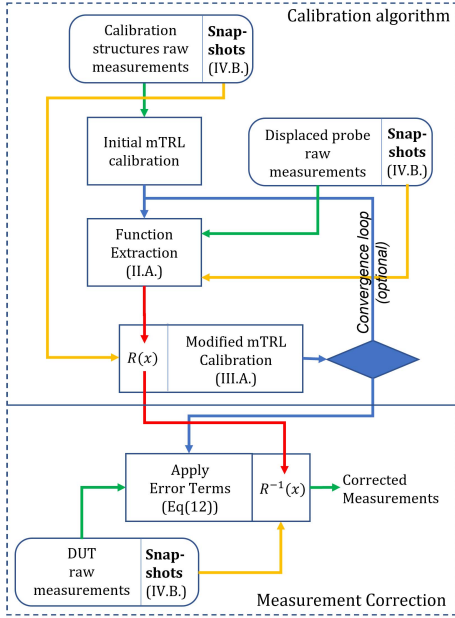 Calibration algorithm
Calibration
structures raw
measurements
Snap-
shots
(IV.B.)
Initial mTRL
calibration
Displaced probe
raw
measurements
Snap-
shots
(IV.B.)
Function
Extraction
(II.A.)
Convergence loop
(optional)
R(x)
Modified mTRL
Calibration
(III.A.)
Apply
Error Terms
(Eq(12))
R⁻¹(x)
Corrected
Measurements
DUT
raw
measurements
Snap-
shots
(IV.B.)
Measurement Correction